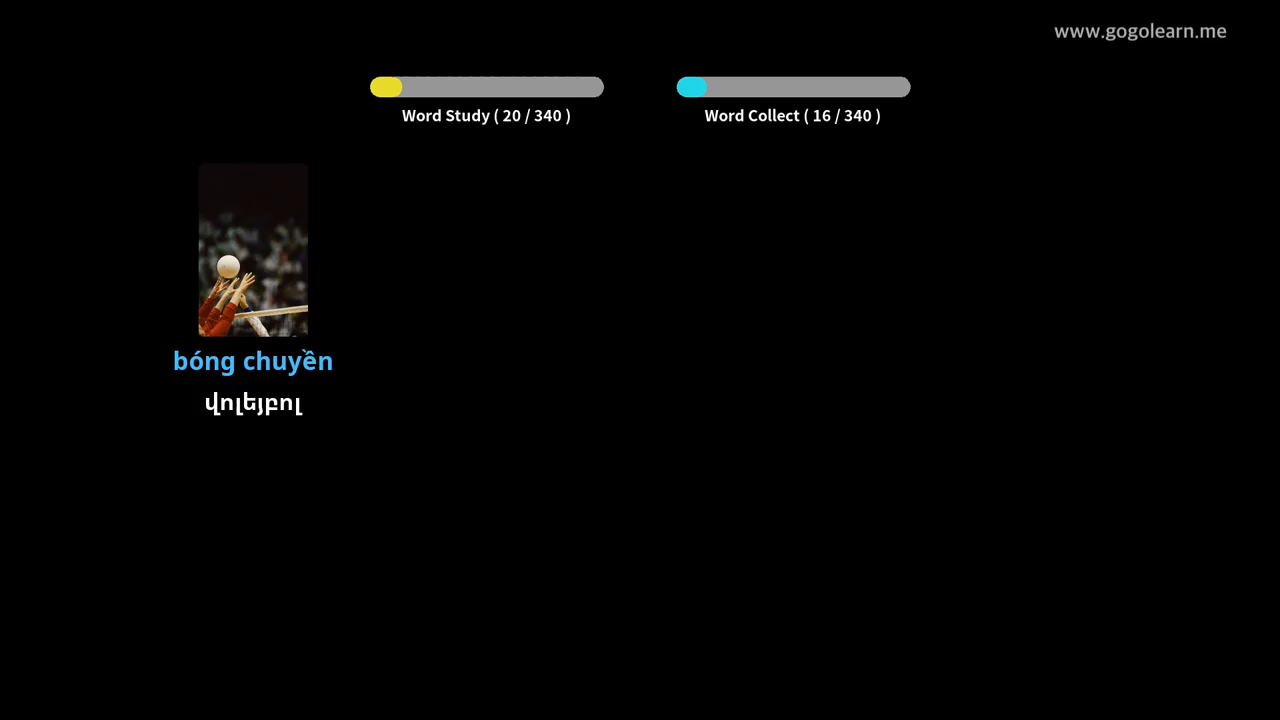 www.gogolearn.me
Word Study ( 20 / 340 )
Word Collect ( 16 / 340 )
bóng chuyền
վոլեյբոլ